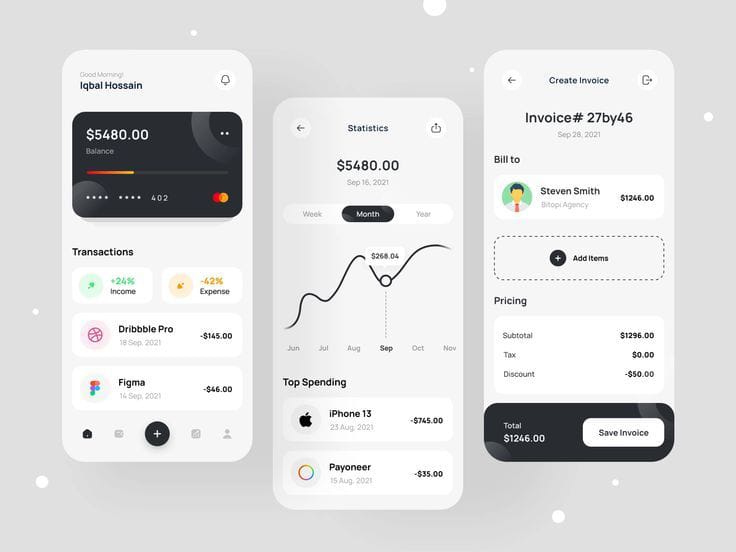 Good Morning!
Iqbal Hossain
$5480.00
Balance
**** **** 402
Transactions
+24%
Income
-42%
Expense
Dribbble Pro
18 Sep, 2021
-$145.00
Figma
14 Sep, 2021
-$46.00
Statistics
$5480.00
Sep 16, 2021
Week Month Year
$268.04
Jun Jul Aug Sep Oct Nov
Top Spending
iPhone 13
23 Aug. 2021
-$745.00
Payoneer
15 Aug, 2021
-$35.00
Create Invoice
Invoice# 27by46
Sep 28, 2021
Bill to
Steven Smith
Bitopi Agency
$1246.00
Add Items
Pricing
Subtotal $1296.00
Tax $0.00
Discount -$50.00
Total
$1246.00
Save Invoice